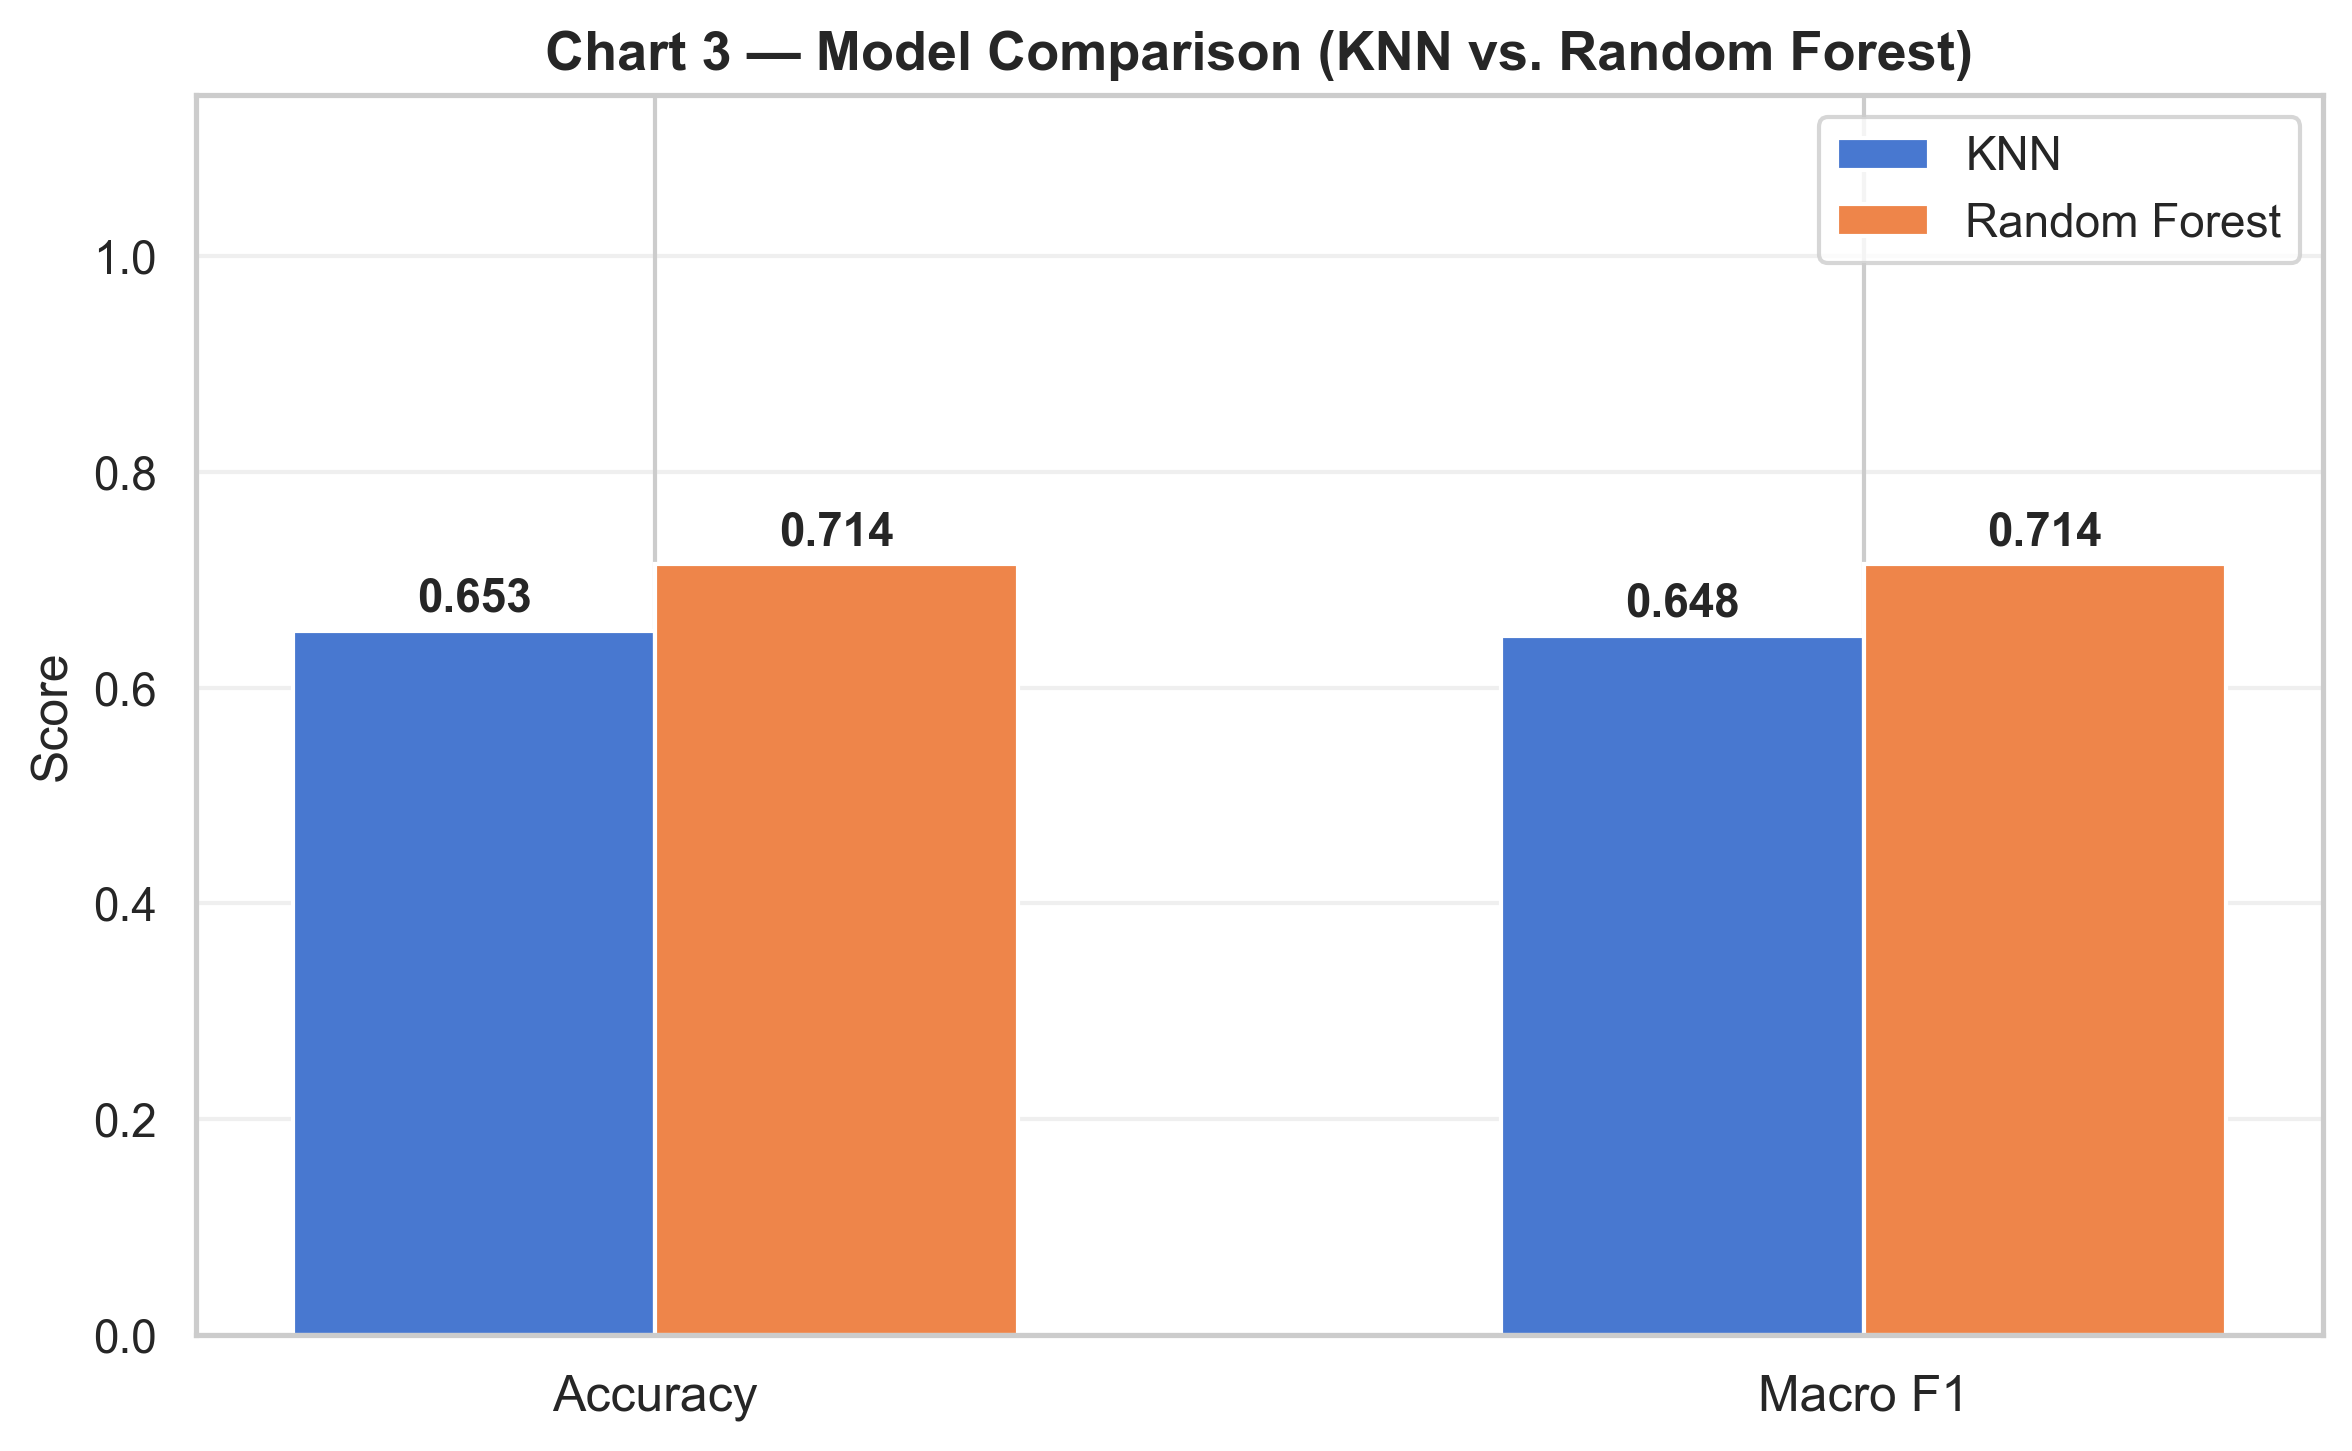 Chart 3 — Model Comparison (KNN vs. Random Forest)
KNN
Random Forest
1.0
0.8
0.6
0.4
0.2
0.0
Score
0.653
0.714
0.648
0.714
Accuracy
Macro F1